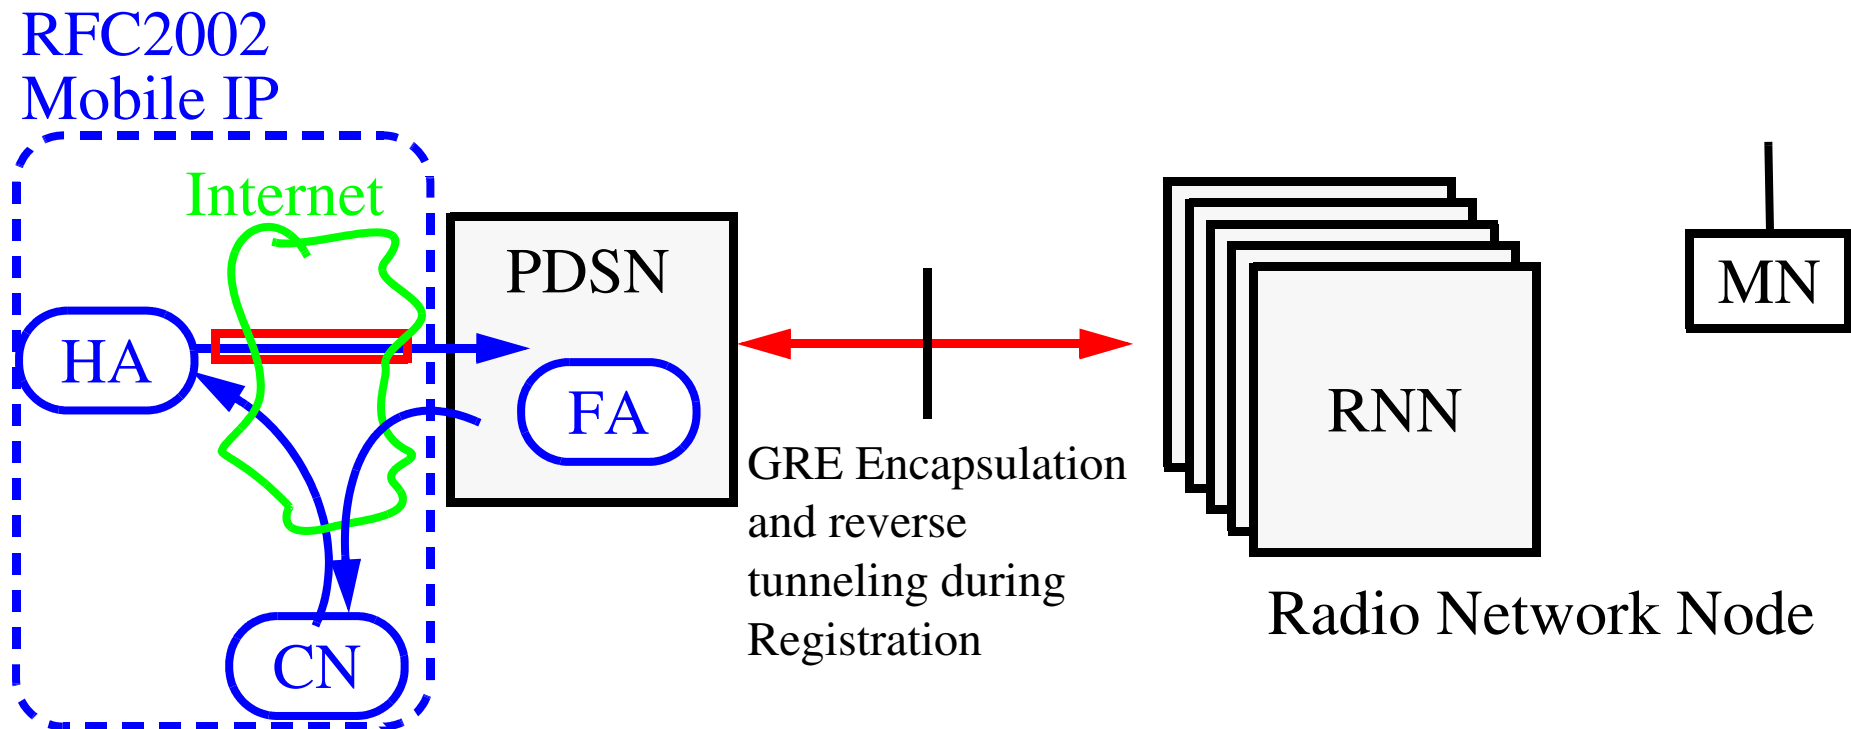 RFC2002
Mobile IP
Internet
PDSN
HA
FA
CN
GRE Encapsulation
and reverse
tunneling during
Registration
RNN
MN
Radio Network Node